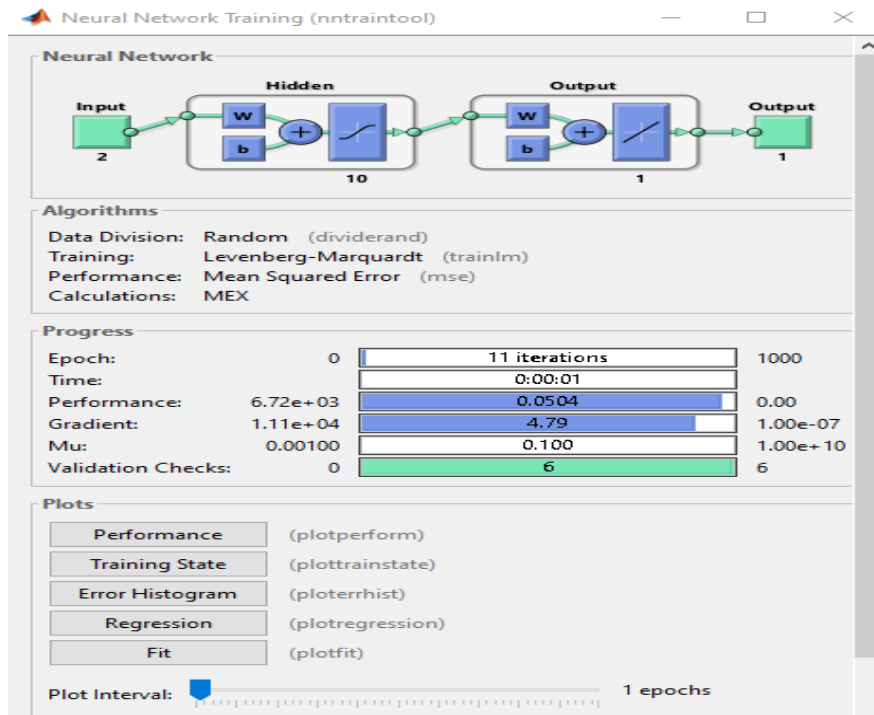 Neural Network Training (nntraintool)
Neural Network
Hidden Output
Input W W Output
b b
2 10 1 1
Algorithms
Data Division: Random (dividerand)
Training: Levenberg-Marquardt (trainlm)
Performance: Mean Squared Error (mse)
Calculations: MEX
Progress
Epoch: 0 11 iterations 1000
Time: 0:00:01
Performance: 6.72e+03 0.0504 0.00
Gradient: 1.11e+04 4.79 1.00e-07
Mu: 0.00100 0.100 1.00e+10
Validation Checks: 0 6 6
Plots
Performance (plotperform)
Training State (plottrainstate)
Error Histogram (ploterrhist)
Regression (plotregression)
Fit (plotfit)
Plot Interval: 1 epochs